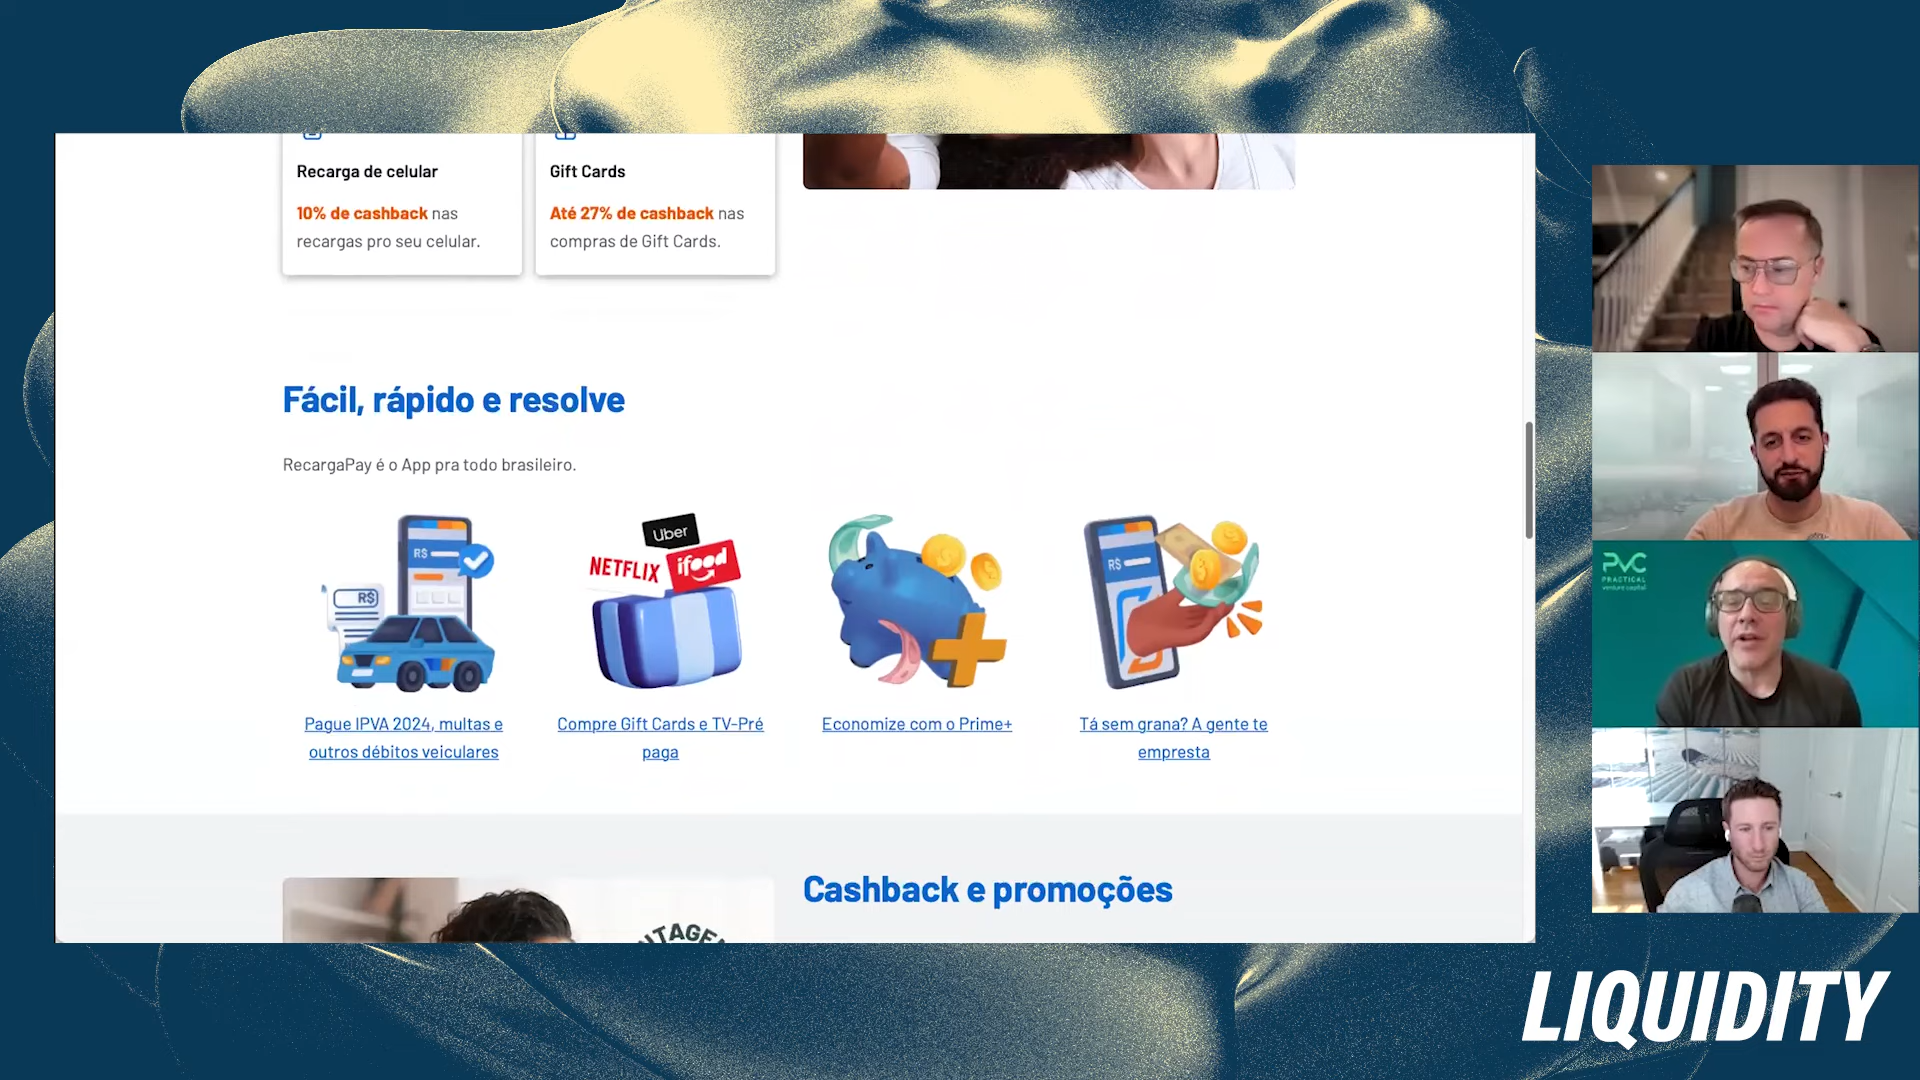 Recarga de celular
10% de cashback nas
recargas pro seu celular.
Gift Cards
Até 27% de cashback nas
compras de Gift Cards.
Fácil, rápido e resolve
RecargaPay é o App pra todo brasileiro.
R$
R$
Uber
NETFLIX
ifood
R$
Pague IPVA 2024, multas e
outros débitos veiculares
Compre Gift Cards e TV-Pré
paga
Economize com o Prime+
Tá sem grana? A gente te
empresta
Cashback e promoções
PVC
PRACTICAL
venture capital
LIQUIDITY